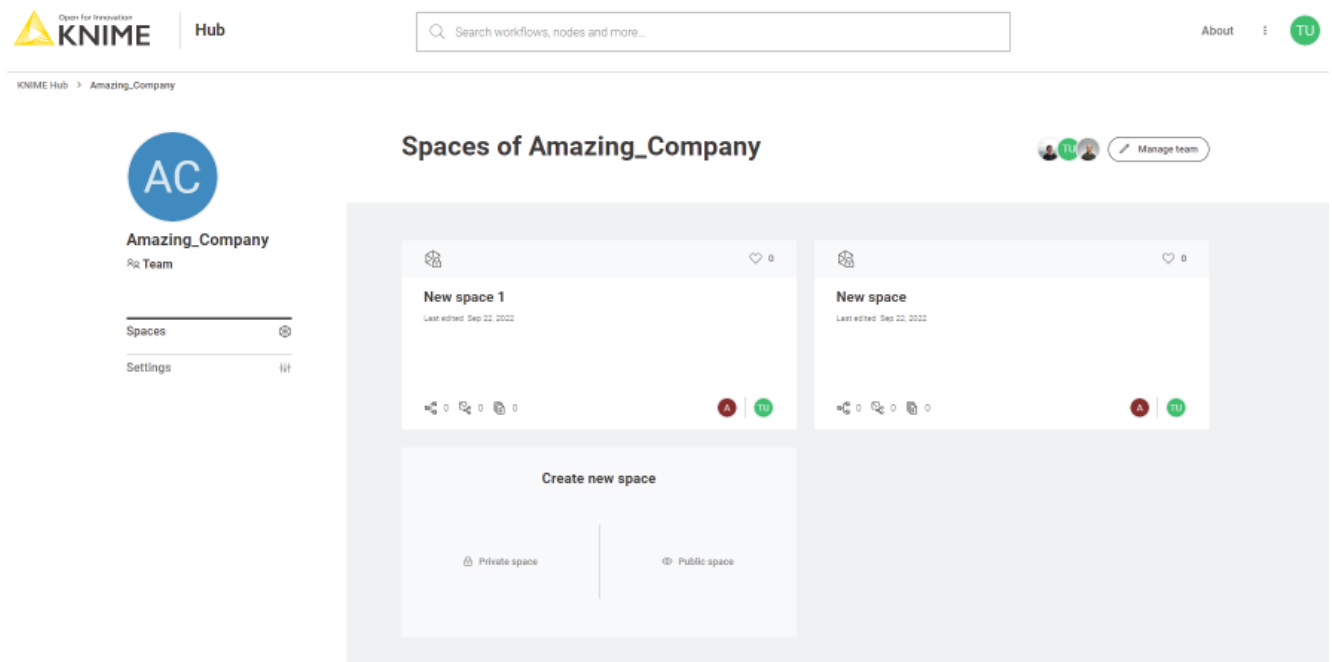 Open for Innovation
KNIME
Hub
Search workflows, nodes and more...
About
TU
KNIME Hub > Amazing_Company
AC
Amazing_Company
Team
Spaces
Settings
Spaces of Amazing_Company
TU
Manage team
0
New space 1
Last edited Sep 22, 2022
0 0 0
A TU
0
New space
Last edited Sep 22, 2022
0 0 0
A TU
Create new space
Private space
Public space